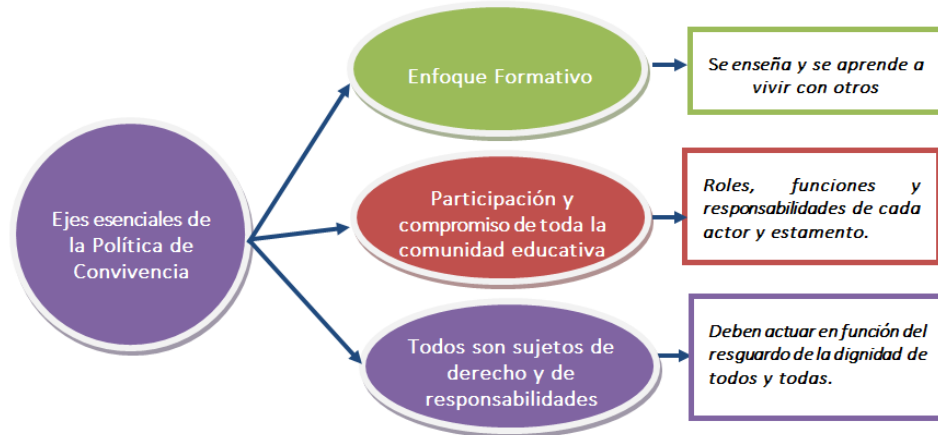 Ejes esenciales de
la Política de
Convivencia
Enfoque Formativo
Se enseña y se aprende a
vivir con otros
Participación y
compromiso de toda la
comunidad educativa
Roles, funciones y
responsabilidades de cada
actor y estamento.
Todos son sujetos de
derecho y de
responsabilidades
Deben actuar en función del
resguardo de la dignidad de
todos y todas.